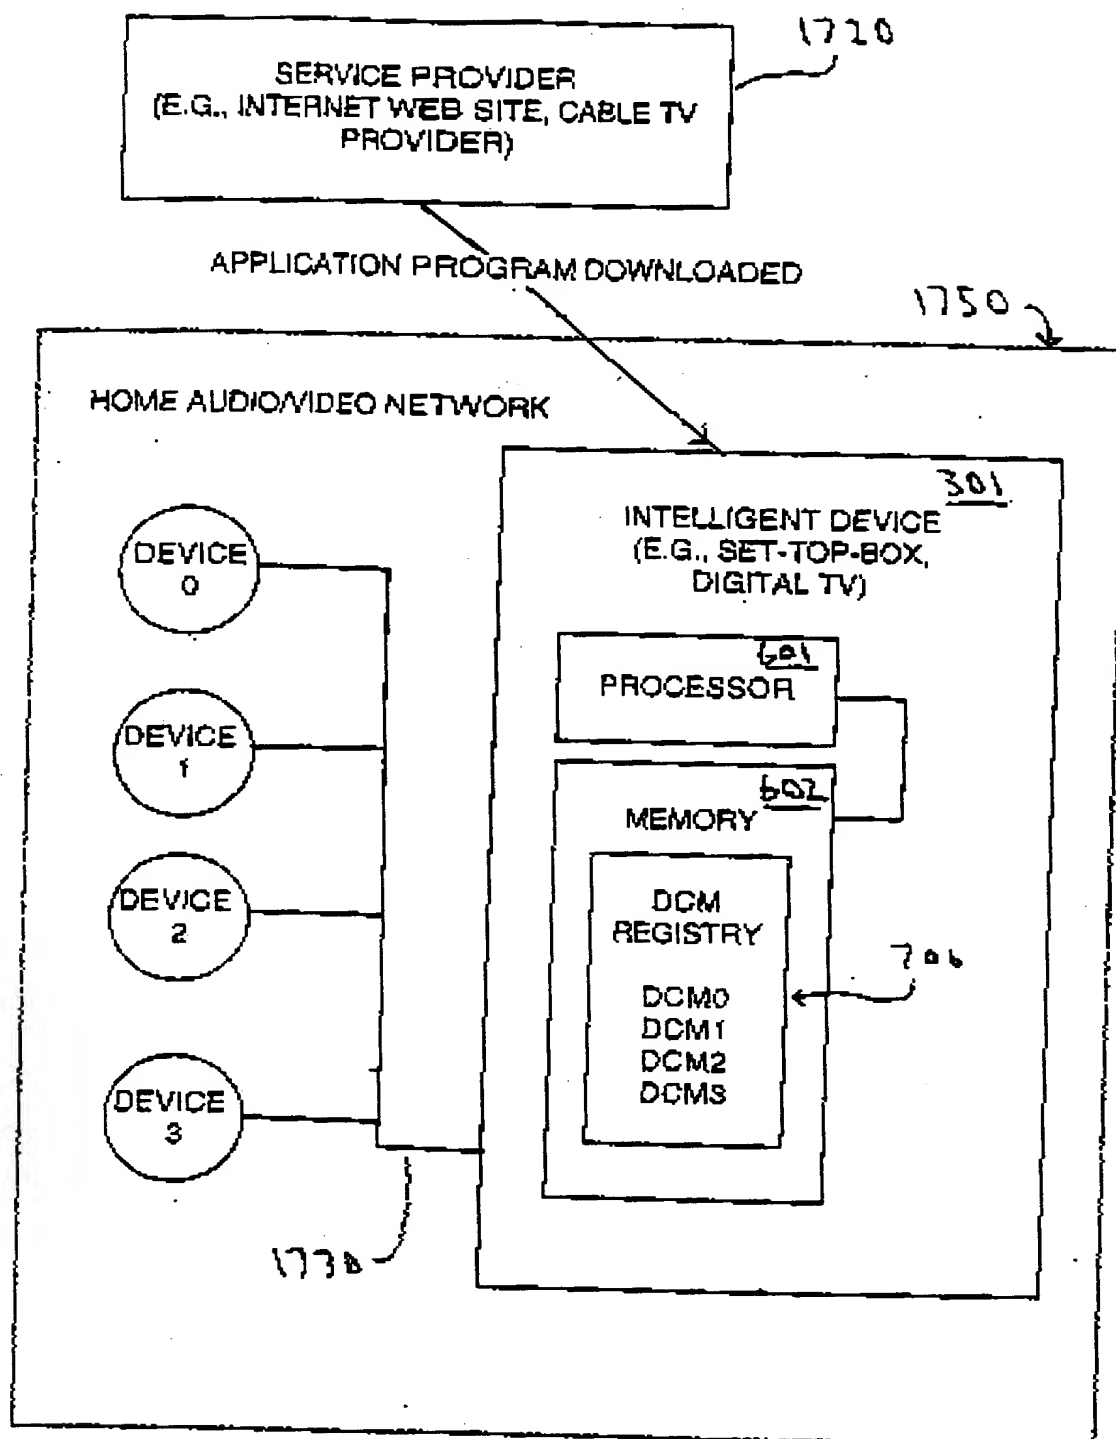 1720
SERVICE PROVIDER
(E.G., INTERNET WEB SITE, CABLE TV
PROVIDER)
APPLICATION PROGRAM DOWNLOADED
1750
HOME AUDIO/VIDEO NETWORK
301
INTELLIGENT DEVICE
(E.G., SET-TOP-BOX,
DIGITAL TV)
DEVICE
0
601
PROCESSOR
DEVICE
1
602
MEMORY
DEVICE
2
DCM
REGISTRY
706
DCM0
DCM1
DCM2
DCM3
DEVICE
3
1730